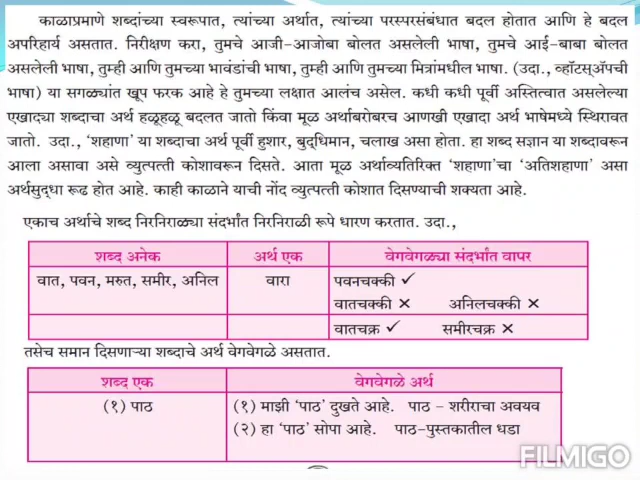 काळाप्रमाणे शब्दांच्या स्वरूपात, त्यांच्या अर्थात, त्यांच्या परस्परसंबंधात बदल होतात आणि हे बदल
अपरिहार्य असतात. निरीक्षण करा, तुमचे आजी-आजोबा बोलत असलेली भाषा, तुमचे आई-बाबा बोलत
असलेली भाषा, तुम्ही आणि तुमच्या भावंडांची भाषा, तुम्ही आणि तुमच्या मित्रांमधील भाषा. (उदा., व्हॉटस्ॲपची
भाषा) या सगळ्यांत खूप फरक आहे हे तुमच्या लक्षात आलंच असेल. कधी कधी पूर्वी अस्तित्वात असलेल्या
एखाद्या शब्दाचा अर्थ हळूहळू बदलत जातो किंवा मूळ अर्थाबरोबरच आणखी एखादा अर्थ भाषेमध्ये स्थिरावत
जातो. उदा., 'शहाणा' या शब्दाचा अर्थ पूर्वी हुशार, बुद्धिमान, चलाख असा होता. हा शब्द सज्ञान या शब्दावरून
आला असावा असे व्युत्पत्ती कोशावरून दिसते. आता मूळ अर्थाव्यतिरिक्त 'शहाणा'चा 'अतिशहाणा' असा
अर्थसुद्धा रूढ होत आहे. काही काळाने याची नोंद व्युत्पत्ती कोशात दिसण्याची शक्यता आहे.
एकाच अर्थाचे शब्द निरनिराळ्या संदर्भांत निरनिराळी रूपे धारण करतात. उदा.,
शब्द अनेक अर्थ एक वेगवेगळ्या संदर्भांत वापर
वात, पवन, मरुत, समीर, अनिल वारा पवनचक्की ✓
वातचक्की ✕ अनिलचक्की ✕
वातचक्र ✓ समीरचक्र ✕
तसेच समान दिसणाऱ्या शब्दाचे अर्थ वेगवेगळे असतात.
शब्द एक वेगवेगळे अर्थ
(१) पाठ (१) माझी 'पाठ' दुखते आहे. पाठ - शरीराचा अवयव
(२) हा 'पाठ' सोपा आहे. पाठ-पुस्तकातील धडा
FILMIGO